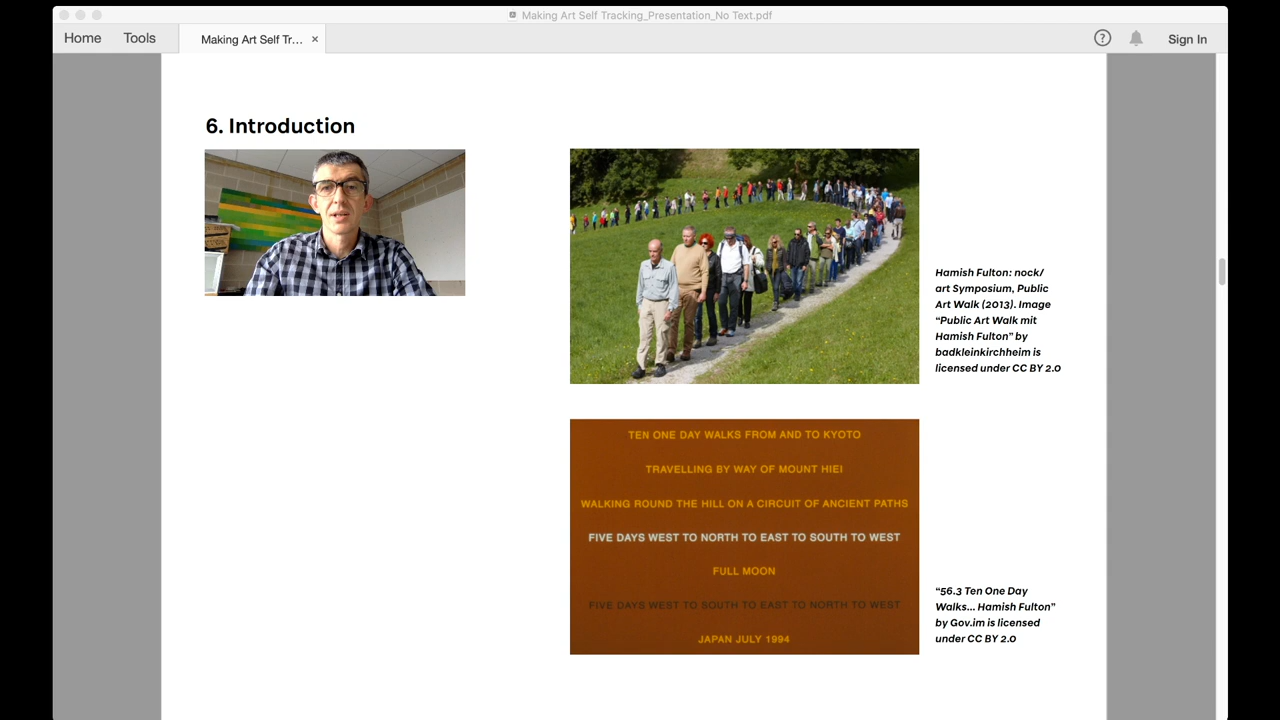 Making Art Self Tracking_Presentation_No Text.pdf
Home
Tools
Making Art Self Tr...
×
?
Sign In
6. Introduction
Hamish Fulton: nock/
art Symposium, Public
Art Walk (2013). Image
“Public Art Walk mit
Hamish Fulton” by
badkleinkirchheim is
licensed under CC BY 2.0
TEN ONE DAY WALKS FROM AND TO KYOTO
TRAVELLING BY WAY OF MOUNT HIEI
WALKING ROUND THE HILL ON A CIRCUIT OF ANCIENT PATHS
FIVE DAYS WEST TO NORTH TO EAST TO SOUTH TO WEST
FULL MOON
FIVE DAYS WEST TO SOUTH TO EAST TO NORTH TO WEST
JAPAN JULY 1994
“56.3 Ten One Day
Walks... Hamish Fulton”
by Gov.im is licensed
under CC BY 2.0